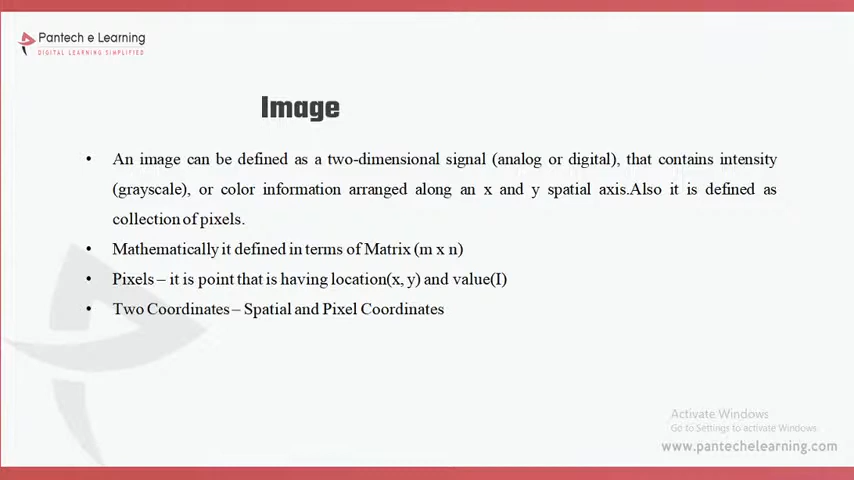 Pantech e Learning
DIGITAL LEARNING SIMPLIFIED
Image
• An image can be defined as a two-dimensional signal (analog or digital), that contains intensity
(grayscale), or color information arranged along an x and y spatial axis.Also it is defined as
collection of pixels.
• Mathematically it defined in terms of Matrix (m x n)
• Pixels – it is point that is having location(x, y) and value(I)
• Two Coordinates – Spatial and Pixel Coordinates
Activate Windows
Go to Settings to activate Windows.
www.pantechelearning.com